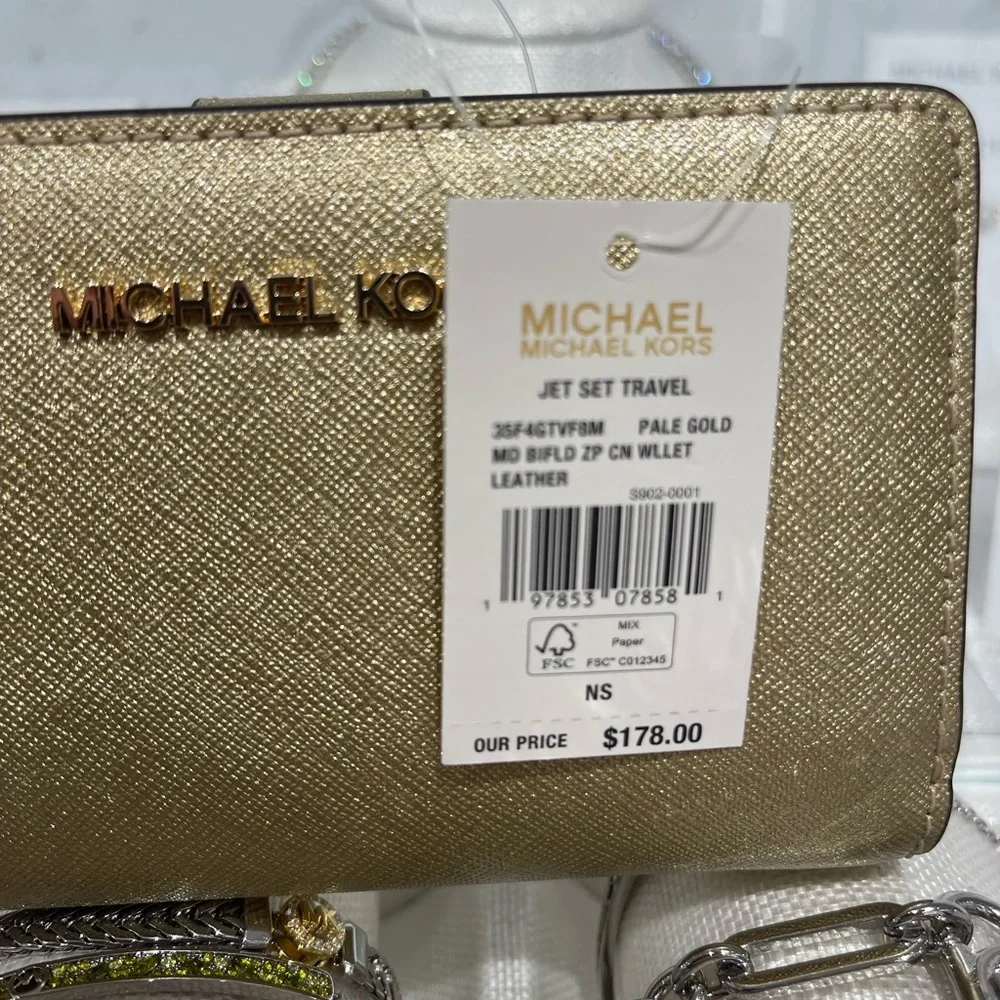 MICHAEL KO
MICHAEL
MICHAEL KORS
JET SET TRAVEL
35F4GTVF8M PALE GOLD
MD BIFLD ZP CN WLLET
LEATHER
S902-0001
1 97853 07858 1
FSC
MIX
Paper
FSC™ C012345
NS
OUR PRICE $178.00